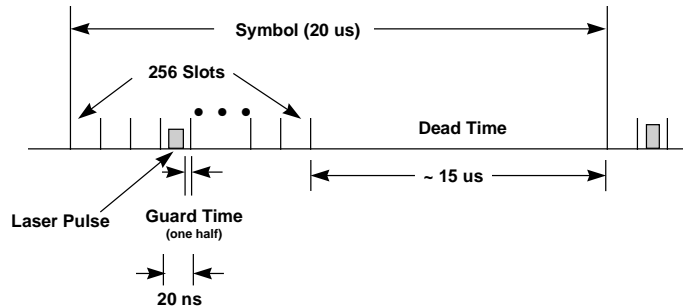 Symbol (20 us)
256 Slots
Dead Time
~ 15 us
Laser Pulse
Guard Time
(one half)
20 ns